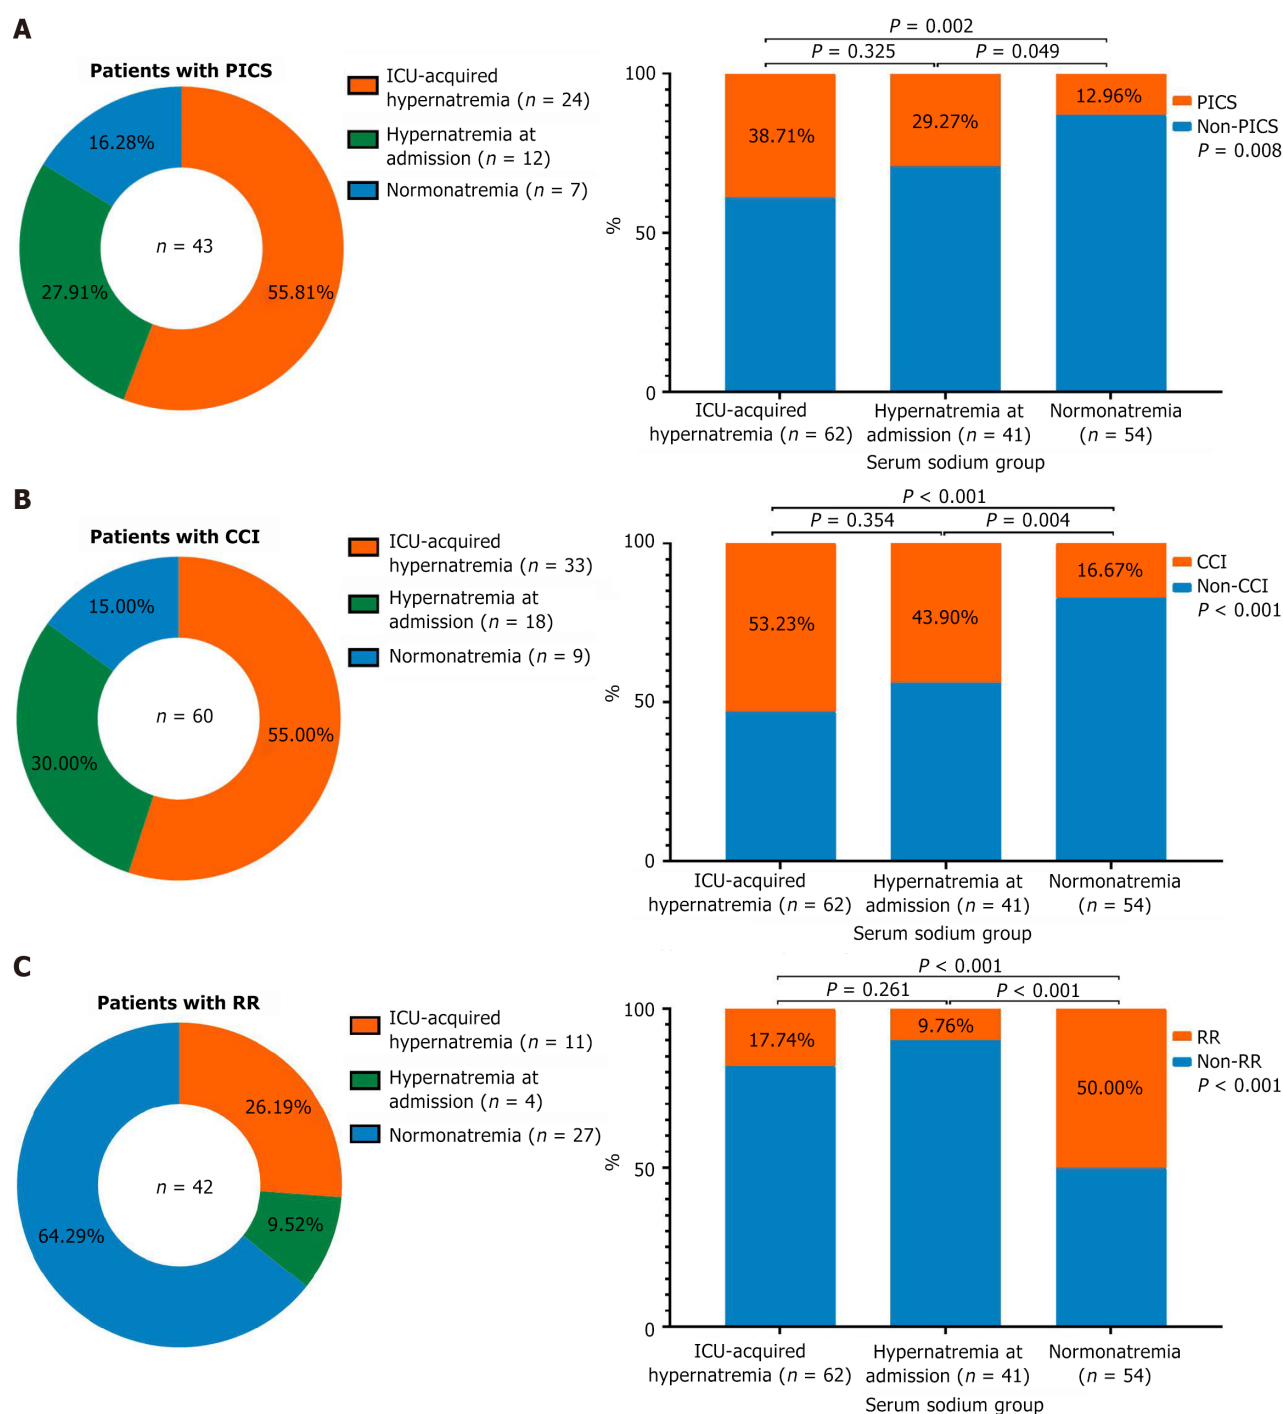 A
Patients with PICS
ICU-acquired
hypernatremia (n = 24)
Hypernatremia at
admission (n = 12)
Normonatremia (n = 7)
16.28%
27.91%
55.81%
n = 43
P = 0.002
P = 0.325
P = 0.049
100
50
0
%
38.71%
29.27%
12.96%
PICS
Non-PICS
P = 0.008
ICU-acquired
hypernatremia (n = 62)
Hypernatremia at
admission (n = 41)
Normonatremia
(n = 54)
Serum sodium group
B
Patients with CCI
ICU-acquired
hypernatremia (n = 33)
Hypernatremia at
admission (n = 18)
Normonatremia (n = 9)
15.00%
30.00%
55.00%
n = 60
P < 0.001
P = 0.354
P = 0.004
100
50
0
%
53.23%
43.90%
16.67%
CCI
Non-CCI
P < 0.001
ICU-acquired
hypernatremia (n = 62)
Hypernatremia at
admission (n = 41)
Normonatremia
(n = 54)
Serum sodium group
C
Patients with RR
ICU-acquired
hypernatremia (n = 11)
Hypernatremia at
admission (n = 4)
Normonatremia (n = 27)
26.19%
9.52%
64.29%
n = 42
P < 0.001
P = 0.261
P < 0.001
100
50
0
%
17.74%
9.76%
50.00%
RR
Non-RR
P < 0.001
ICU-acquired
hypernatremia (n = 62)
Hypernatremia at
admission (n = 41)
Normonatremia
(n = 54)
Serum sodium group